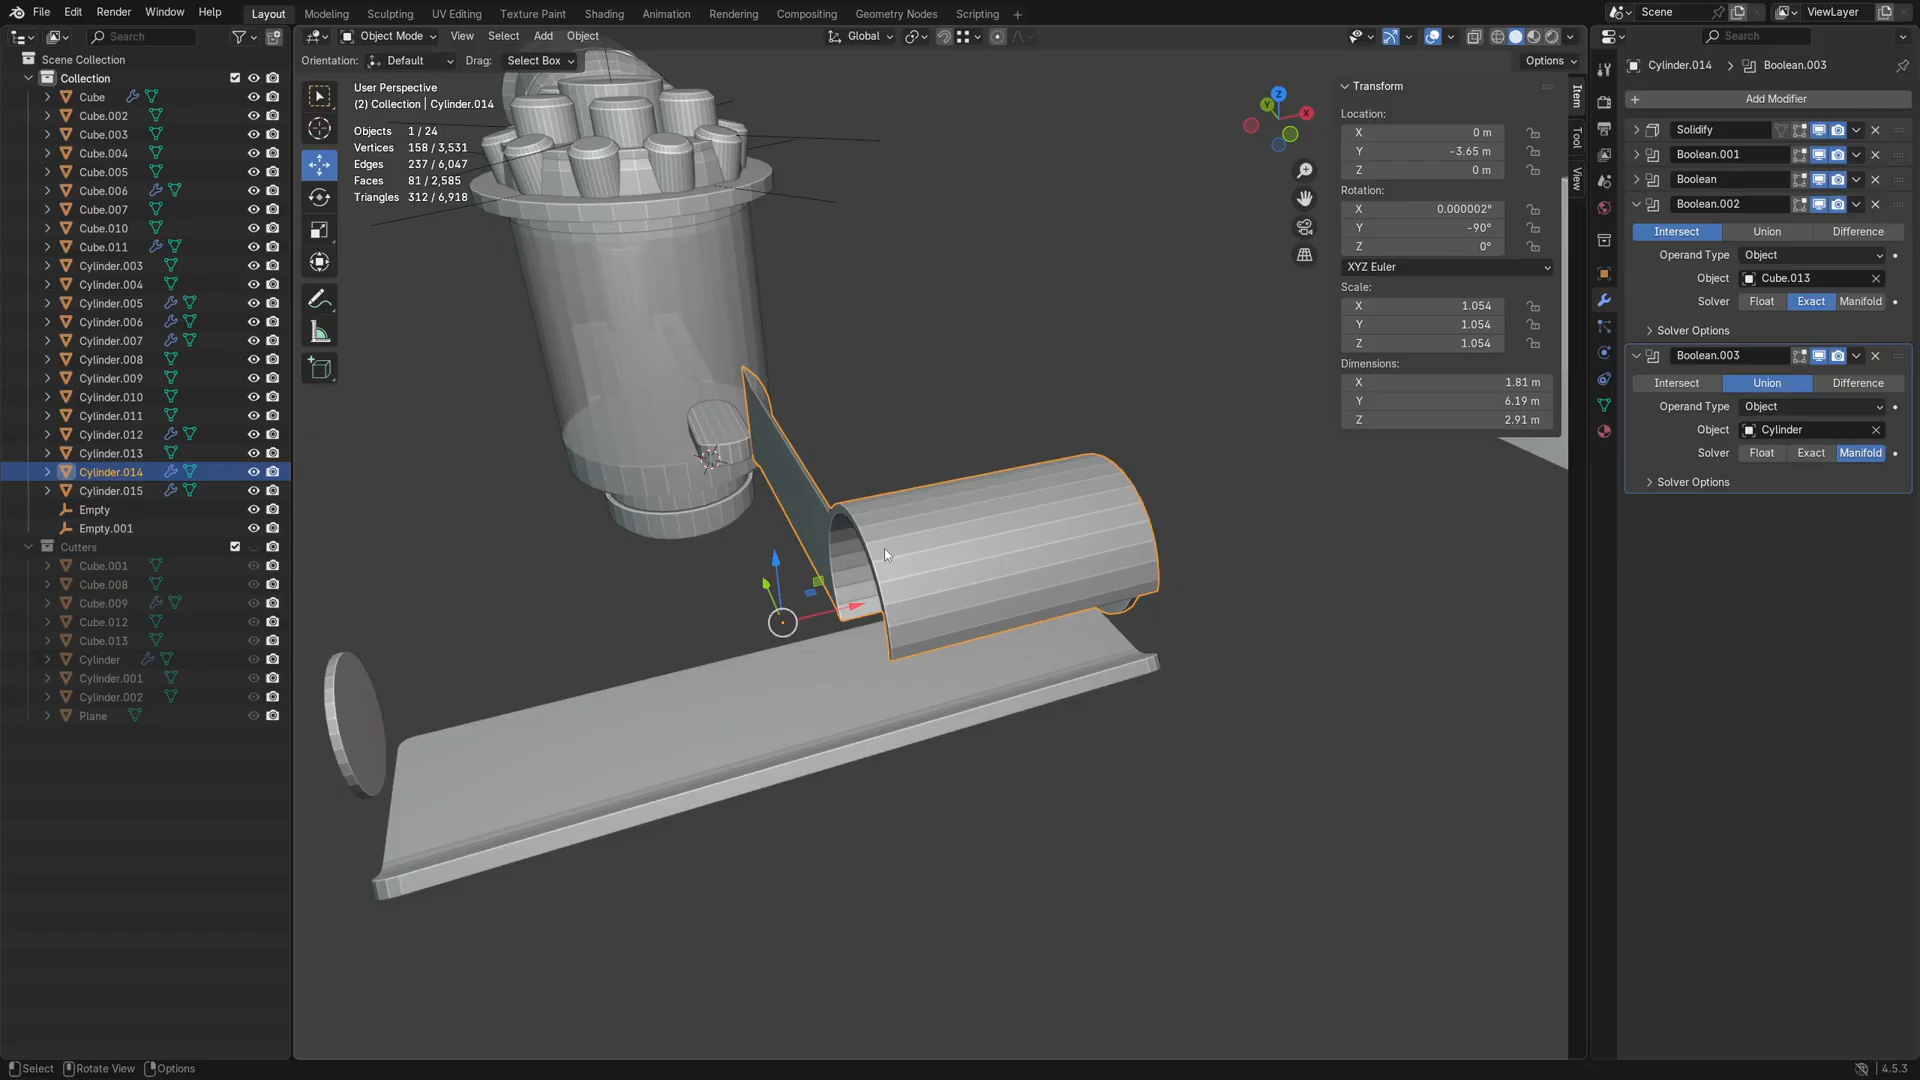 File Edit Render Window Help Layout Modeling Sculpting UV Editing Texture Paint Shading Animation Rendering Compositing Geometry Nodes Scripting + Scene ViewLayer
Search Object Mode View Select Add Object Global Search
Orientation: Default Drag: Select Box Options
Scene Collection
Collection
Cube
Cube.002
Cube.003
Cube.004
Cube.005
Cube.006
Cube.007
Cube.010
Cube.011
Cylinder.003
Cylinder.004
Cylinder.005
Cylinder.006
Cylinder.007
Cylinder.008
Cylinder.009
Cylinder.010
Cylinder.011
Cylinder.012
Cylinder.013
Cylinder.014
Cylinder.015
Empty
Empty.001
Cutters
Cube.001
Cube.008
Cube.009
Cube.012
Cube.013
Cylinder
Cylinder.001
Cylinder.002
Plane
User Perspective
(2) Collection | Cylinder.014
Objects 1 / 24
Vertices 158 / 3,531
Edges 237 / 6,047
Faces 81 / 2,585
Triangles 312 / 6,918
Z
Y
X
Transform
Location:
X 0 m
Y -3.65 m
Z 0 m
Rotation:
X 0.000002°
Y -90°
Z 0°
XYZ Euler
Scale:
X 1.054
Y 1.054
Z 1.054
Dimensions:
X 1.81 m
Y 6.19 m
Z 2.91 m
Item
Tool
View
Cylinder.014 > Boolean.003
+ Add Modifier
Solidify
Boolean.001
Boolean
Boolean.002
Intersect Union Difference
Operand Type Object
Object Cube.013
Solver Float Exact Manifold
Solver Options
Boolean.003
Intersect Union Difference
Operand Type Object
Object Cylinder
Solver Float Exact Manifold
Solver Options
Select Rotate View Options 4.5.3